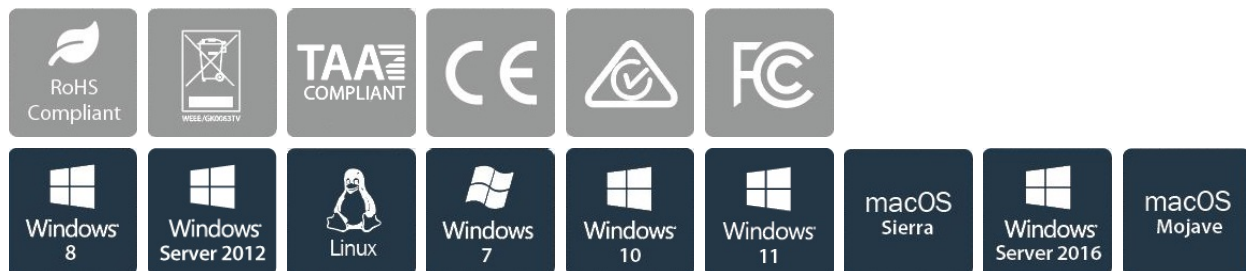 RoHS
Compliant
WEEE/GK0063TV
TAA
COMPLIANT
CE
FC
Windows
8
Windows
Server 2012
Linux
Windows
7
Windows
10
Windows
11
macOS
Sierra
Windows
Server 2016
macOS
Mojave